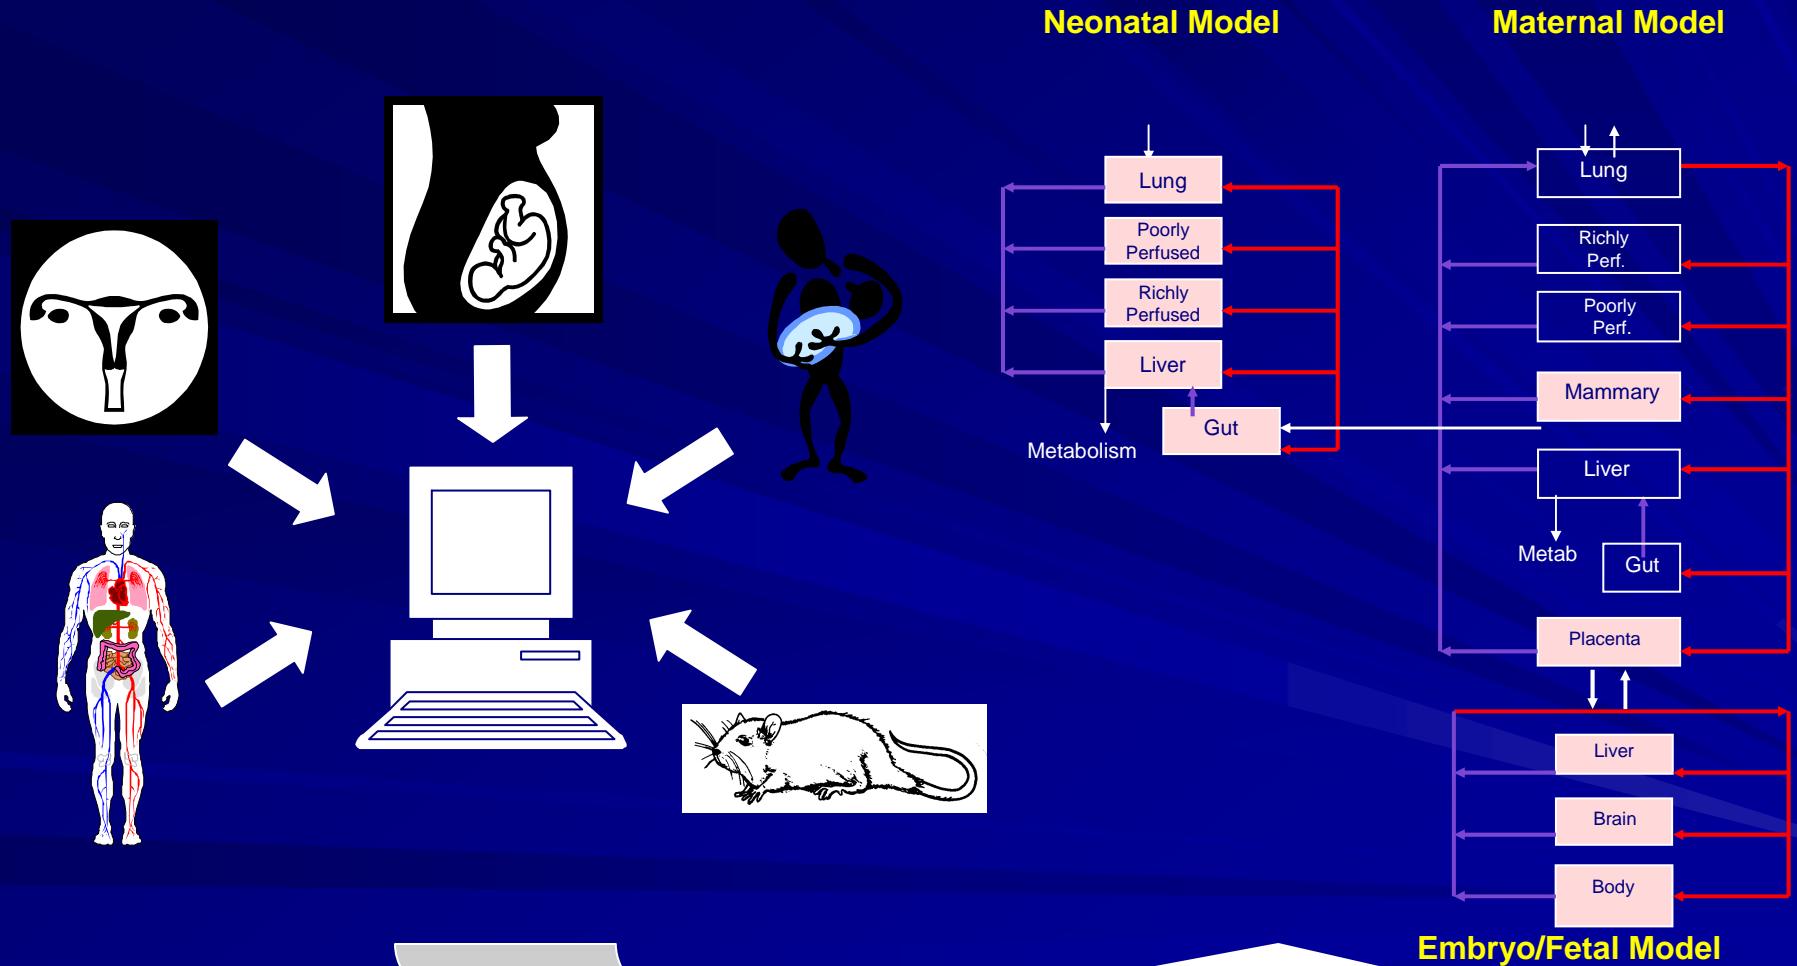 Neonatal Model
Lung
Poorly
Perfused
Richly
Perfused
Liver
Gut
Metabolism
Maternal Model
Lung
Richly
Perf.
Poorly
Perf.
Mammary
Liver
Metab
Gut
Placenta
Liver
Brain
Body
Embryo/Fetal Model